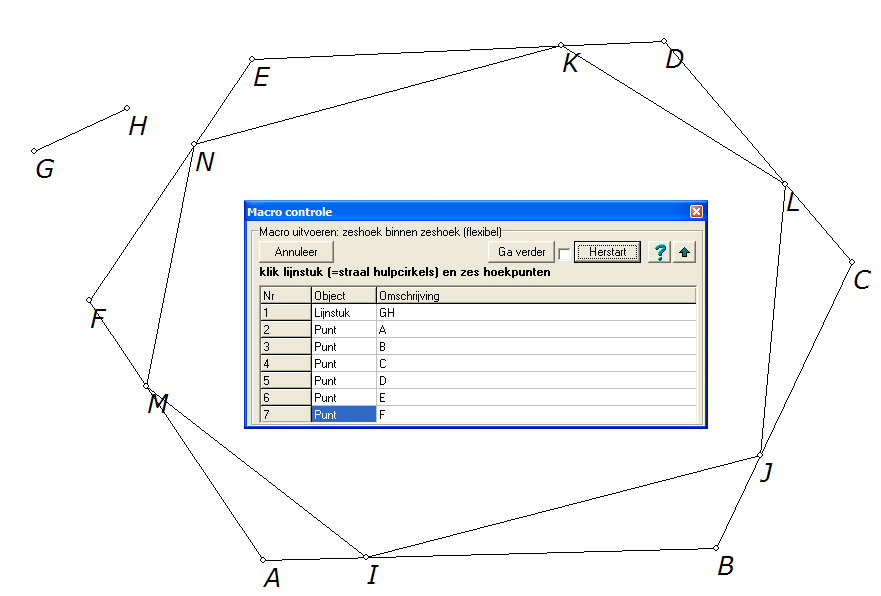 D
E
K
H
G
N
L
Macro controle
Macro uitvoeren: zeshoek binnen zeshoek (flexibel)
Annuleer
Ga verder
Herstart
?
klik lijnstuk (=straal hulpcirkels) en zes hoekpunten
Nr Object Omschrijving
1 Lijnstuk GH
2 Punt A
3 Punt B
4 Punt C
5 Punt D
6 Punt E
7 Punt F
C
F
M
J
B
A
I